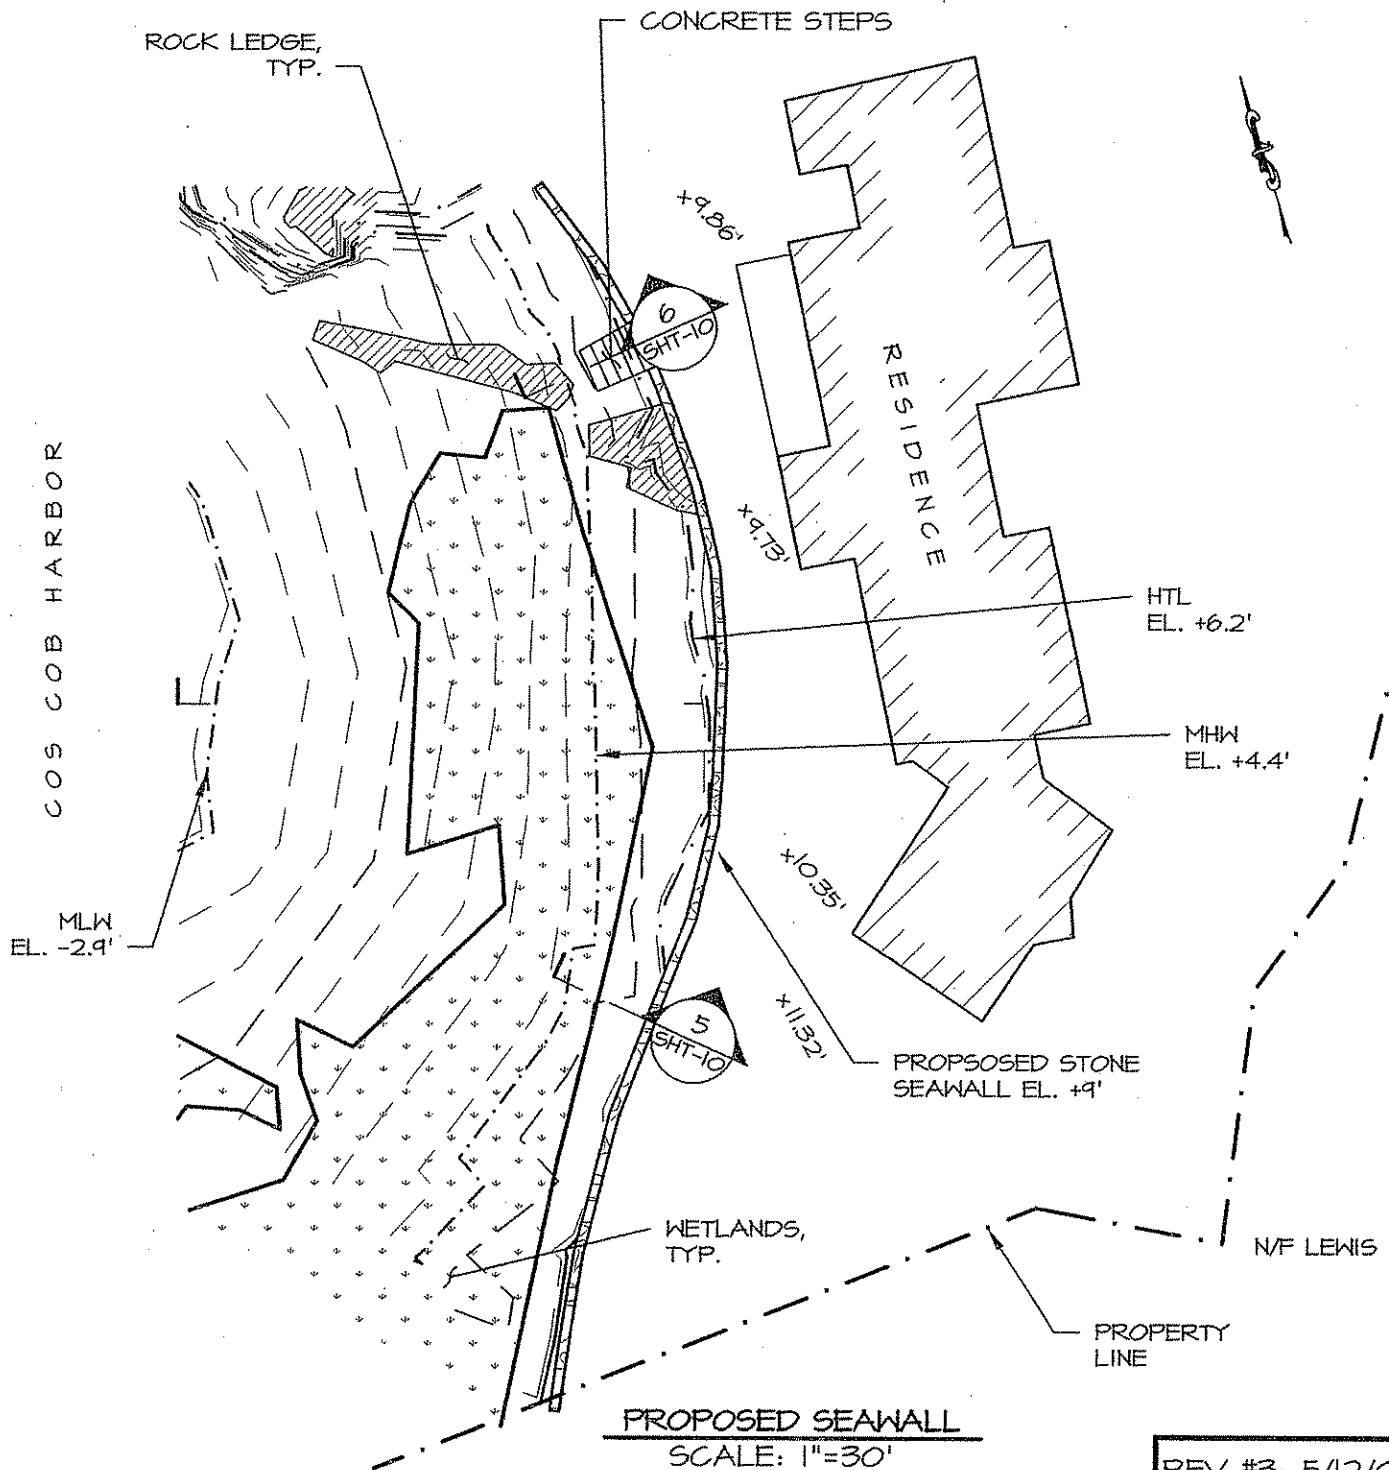 CONCRETE STEPS
ROCK LEDGE,
TYP.
+9.86'
6
SHT-10
RESIDENCE
COS COB HARBOR
+9.73'
HTL
EL. +6.2'
MHW
EL. +4.4'
+10.35'
MLW
EL. -2.9'
+11.32'
5
SHT-10
PROPSOSED STONE
SEAWALL EL. +9'
WETLANDS,
TYP.
N/F LEWIS
PROPERTY
LINE
PROPOSED SEAWALL
SCALE: 1"=30'